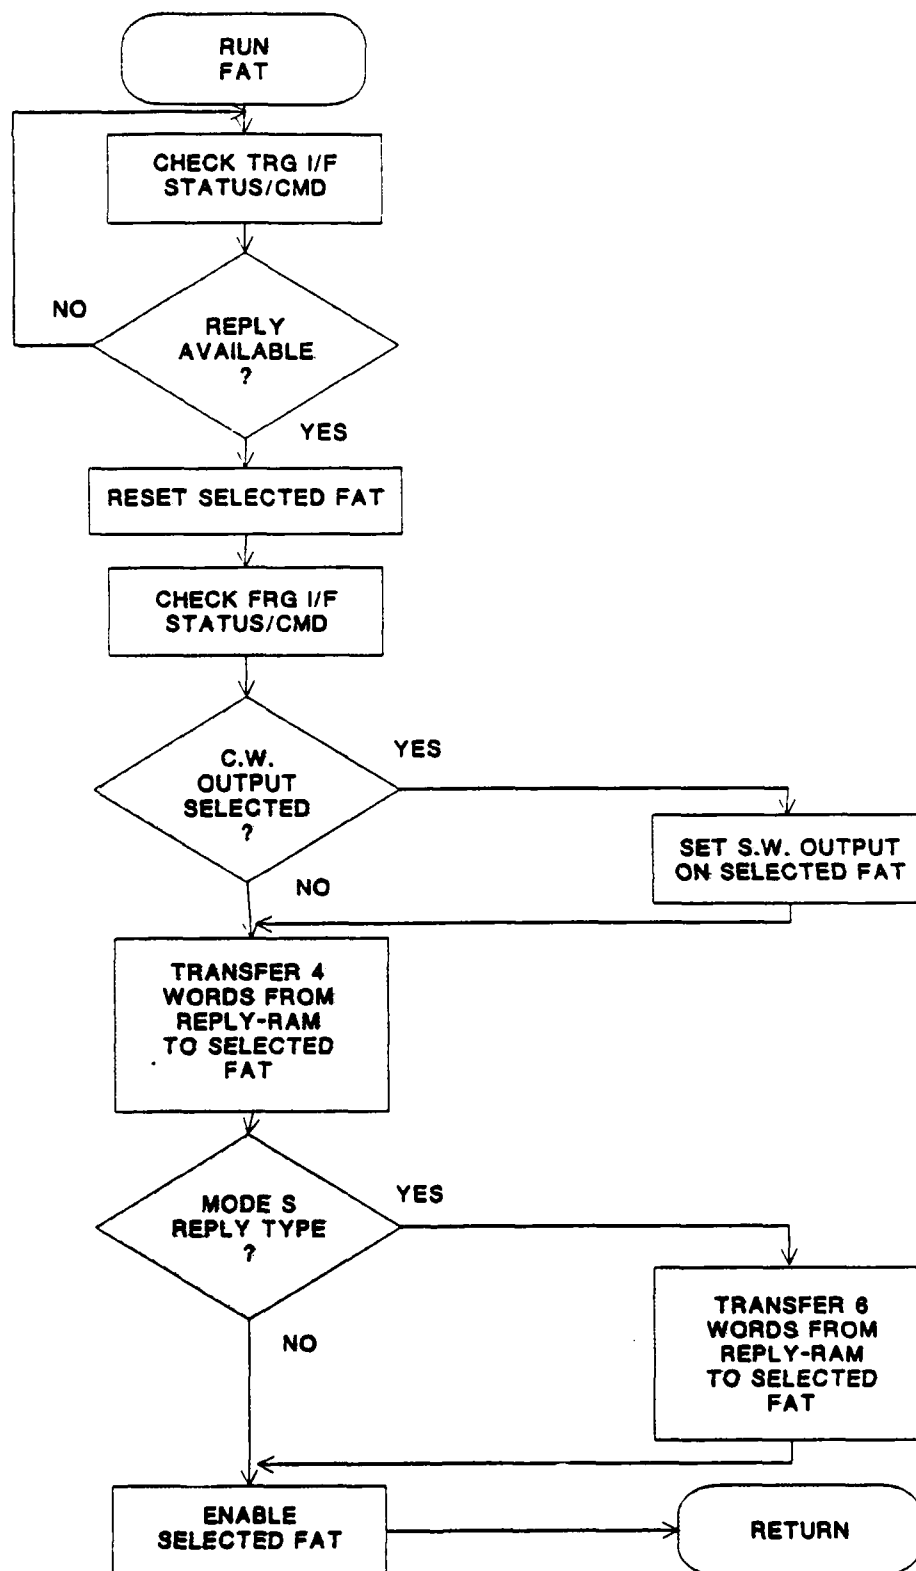 RUN
FAT
CHECK TRG I/F
STATUS/CMD
NO
REPLY
AVAILABLE
?
YES
RESET SELECTED FAT
CHECK FRG I/F
STATUS/CMD
C.W.
OUTPUT
SELECTED
?
YES
SET S.W. OUTPUT
ON SELECTED FAT
NO
TRANSFER 4
WORDS FROM
REPLY-RAM
TO SELECTED
FAT
MODE S
REPLY TYPE
?
YES
TRANSFER 6
WORDS FROM
REPLY-RAM
TO SELECTED
FAT
NO
ENABLE
SELECTED FAT
RETURN